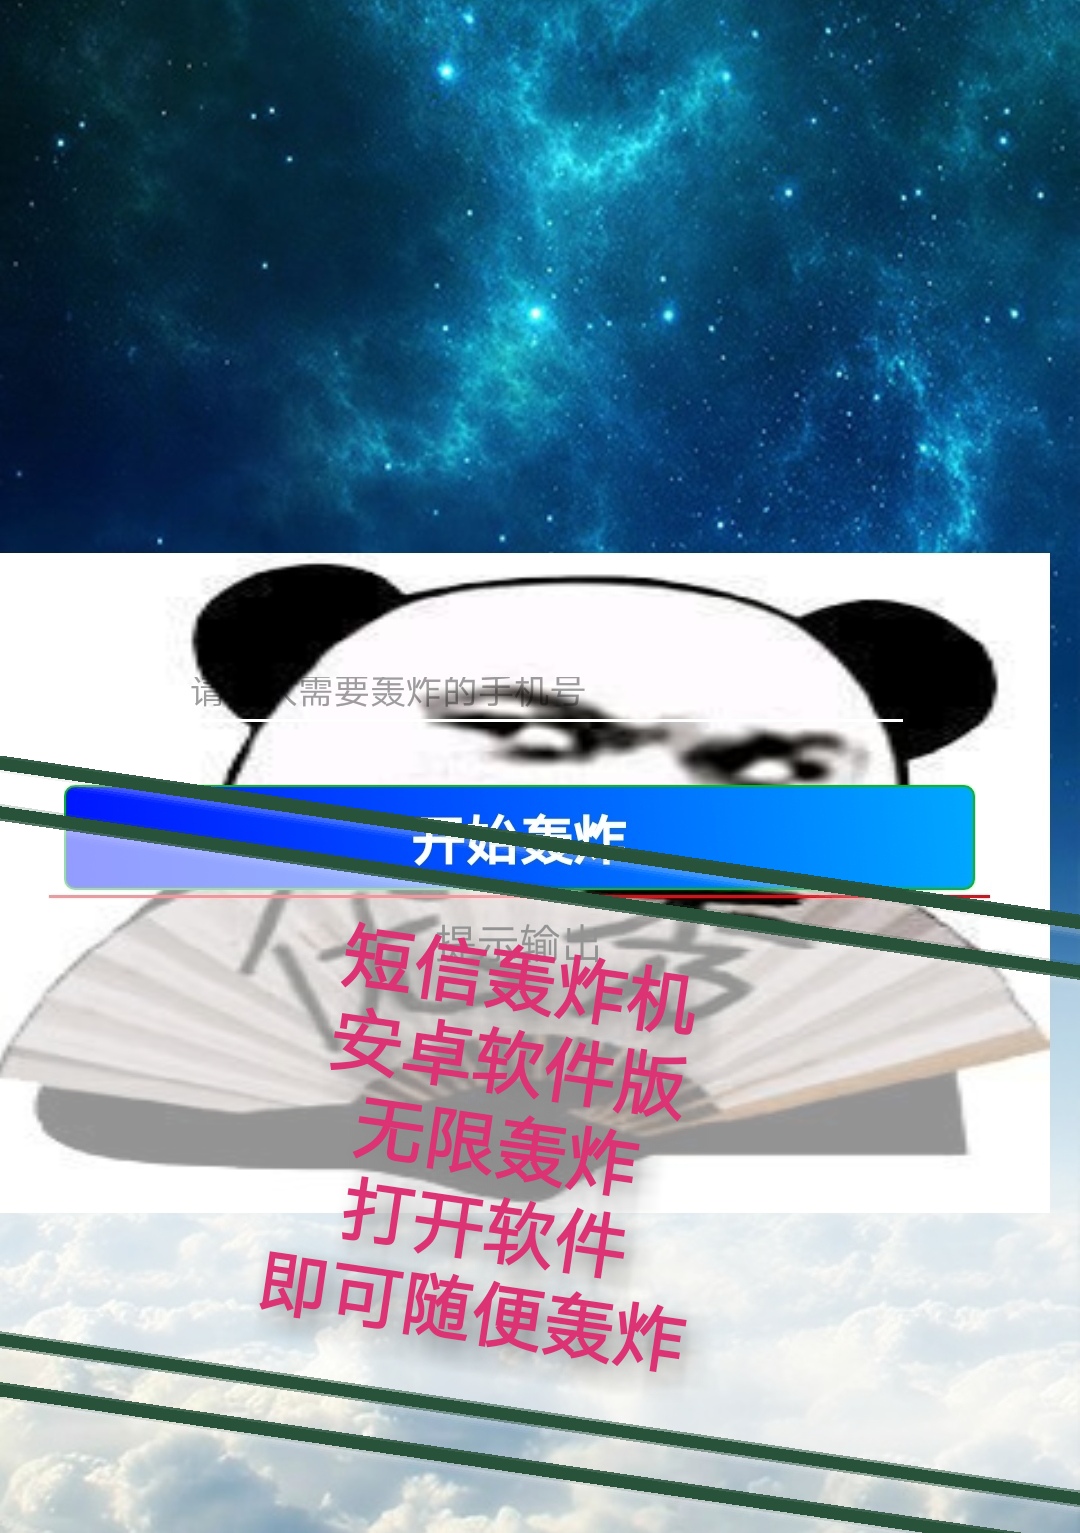 需要轰炸的手机号
开始轰炸
提示输出
短信轰炸机
安卓软件版
无限轰炸
打开软件
即可随便轰炸